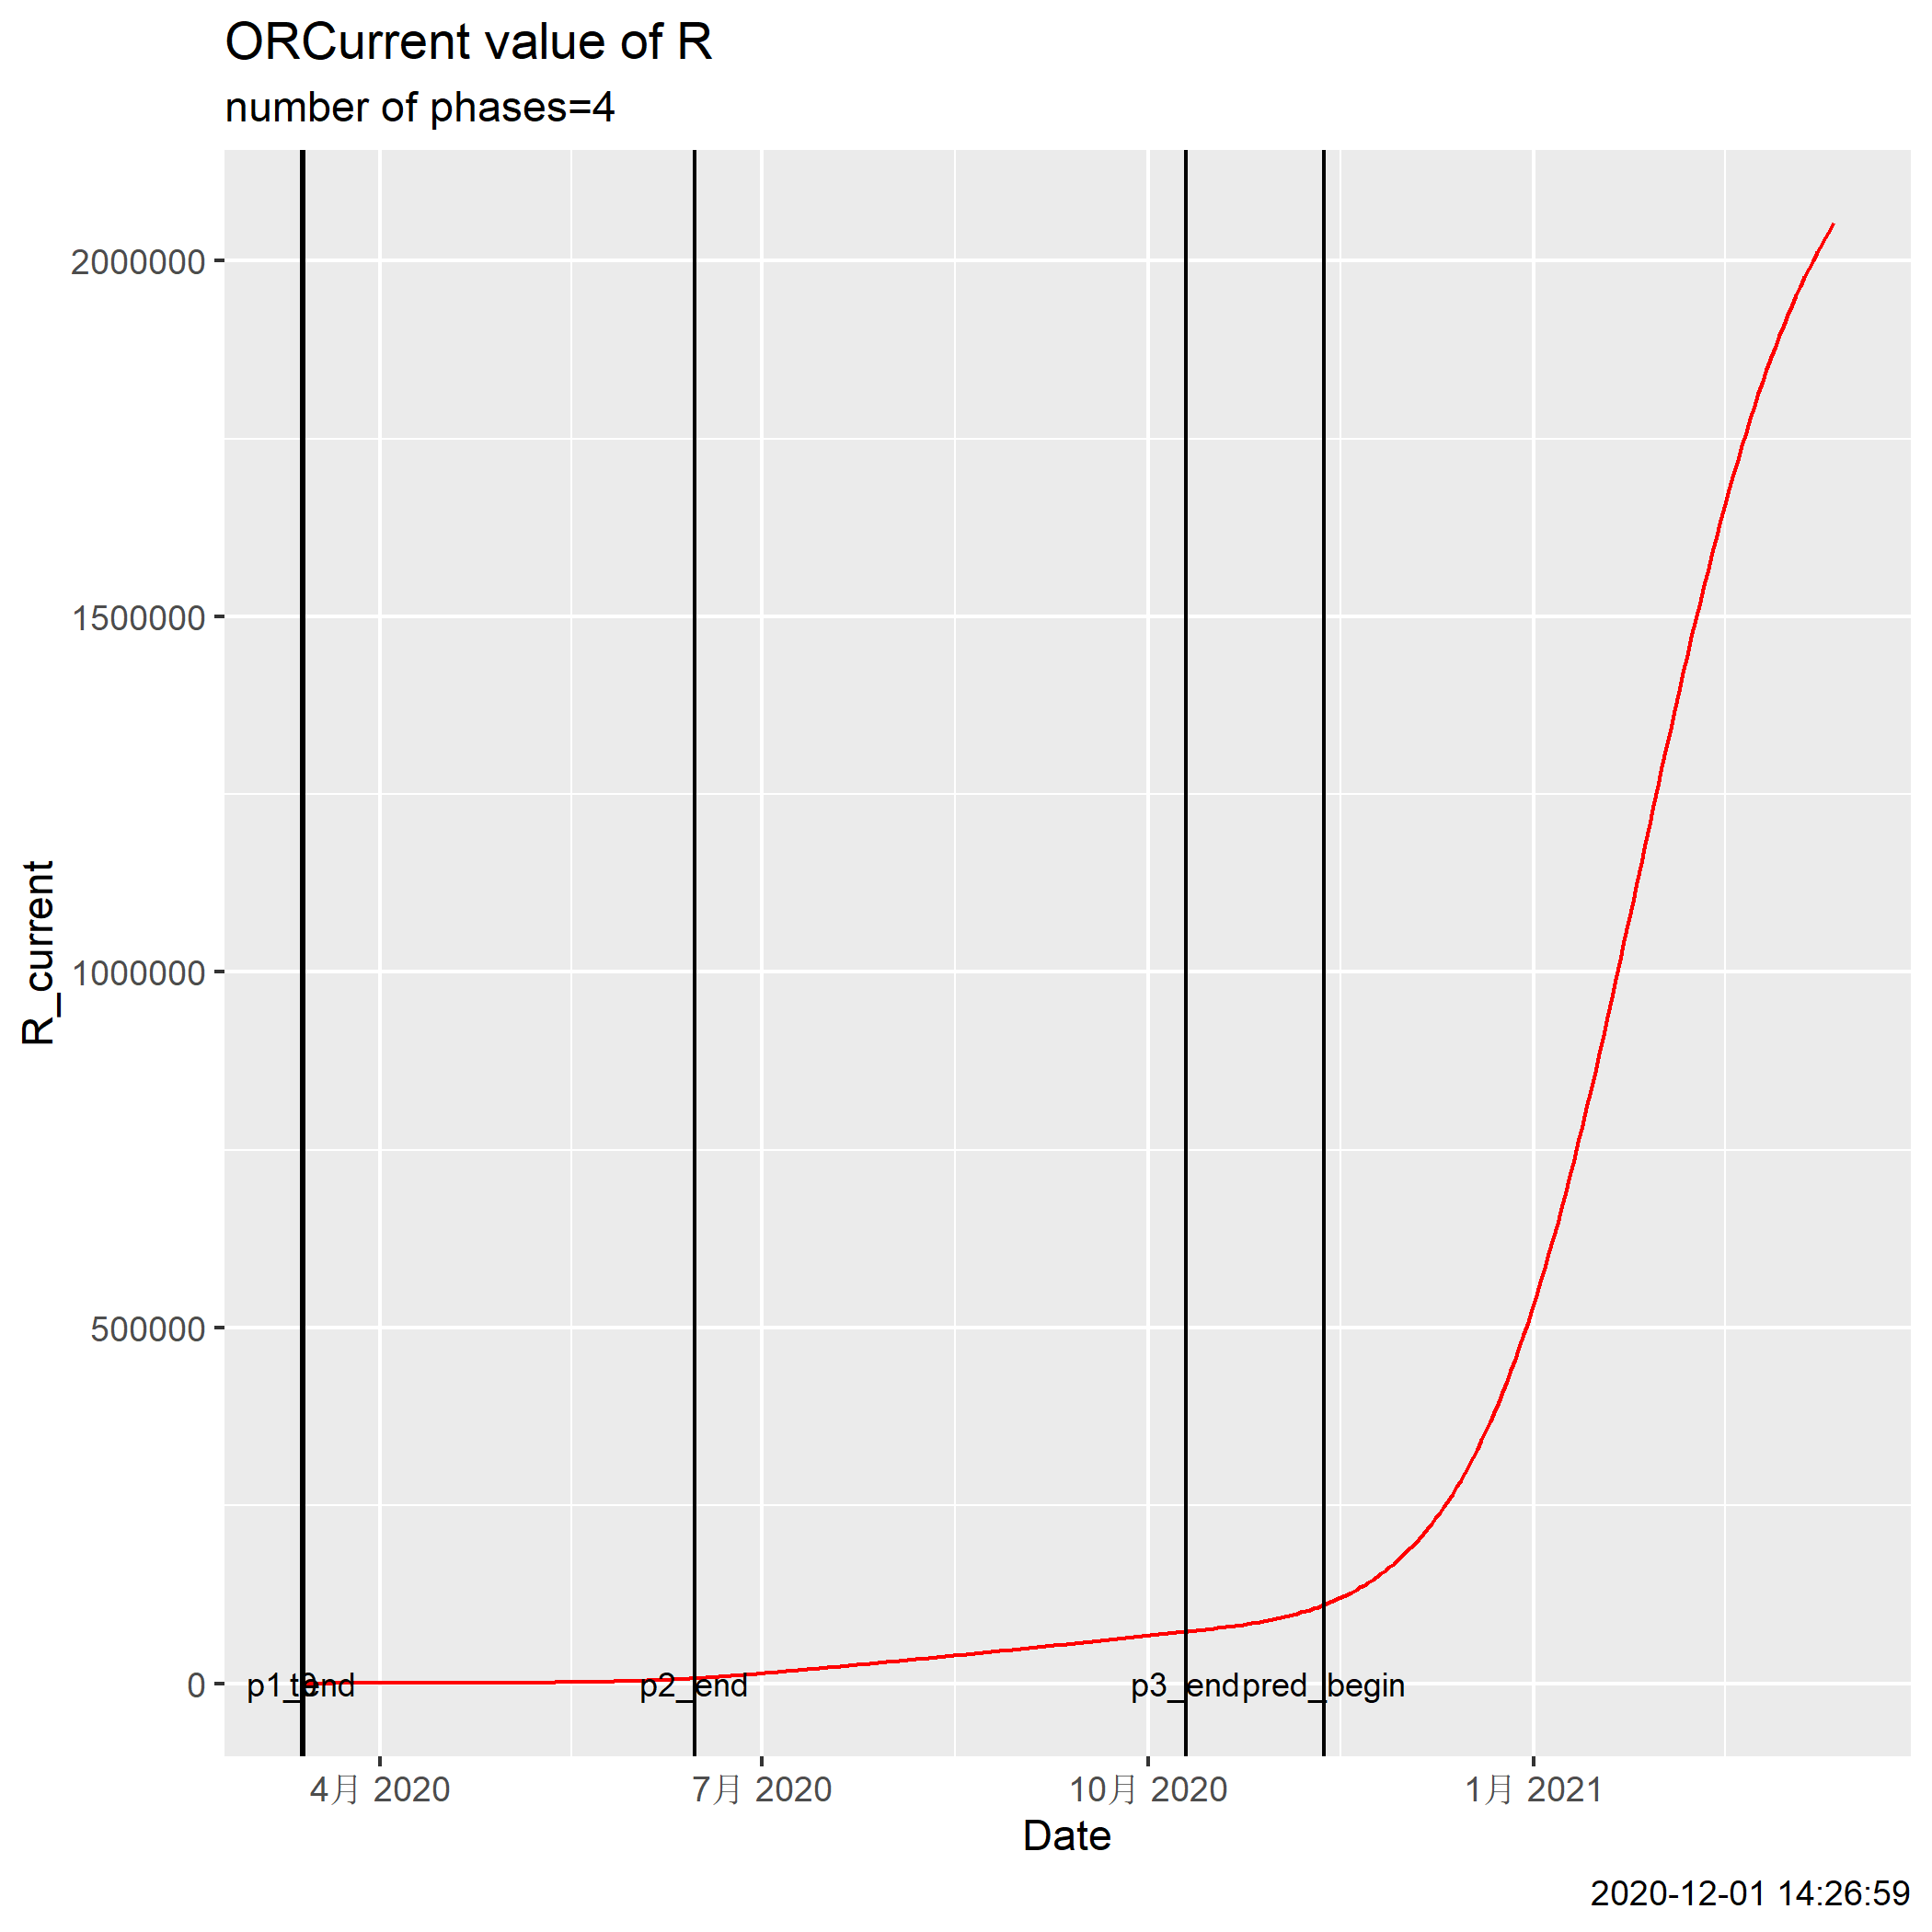 ORCurrent value of R
number of phases=4
R_current
2000000
1500000
1000000
500000
0
p1_end
p2_end
p3_end
pred_begin
4月 2020
7月 2020
10月 2020
1月 2021
Date
2020-12-01 14:26:59